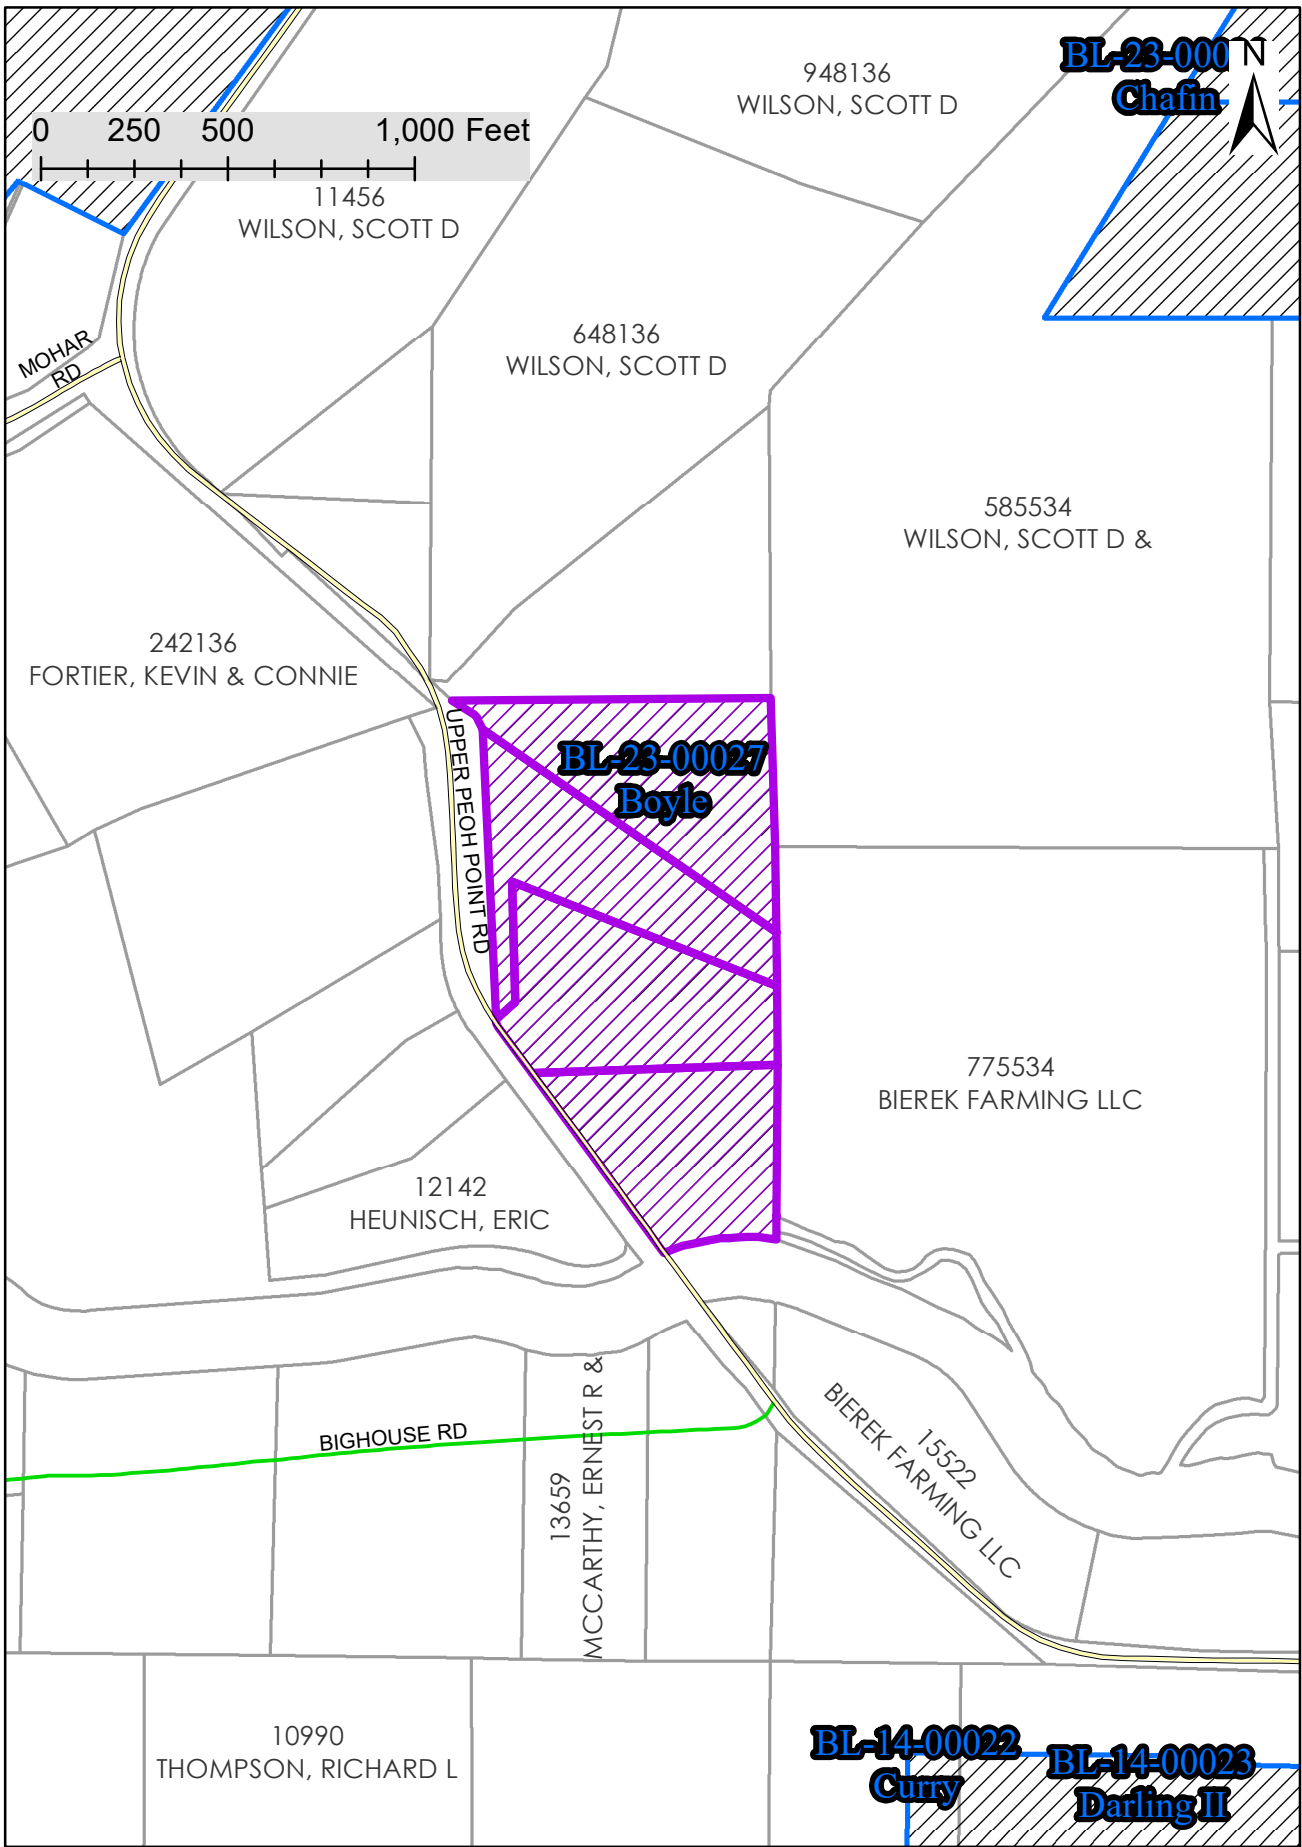 BL-23-000
Chafin
N
0 250 500 1,000 Feet
948136
WILSON, SCOTT D
11456
WILSON, SCOTT D
MOHAR
RD
648136
WILSON, SCOTT D
585534
WILSON, SCOTT D &
242136
FORTIER, KEVIN & CONNIE
UPPER PEOH POINT RD
BL-23-00027
Boyle
775534
BIEREK FARMING LLC
12142
HEUNISCH, ERIC
BIGHOUSE RD
13659
MCCARTHY, ERNEST R &
15522
BIEREK FARMING LLC
10990
THOMPSON, RICHARD L
BL-14-00022
Curry
BL-14-00023
Darling II